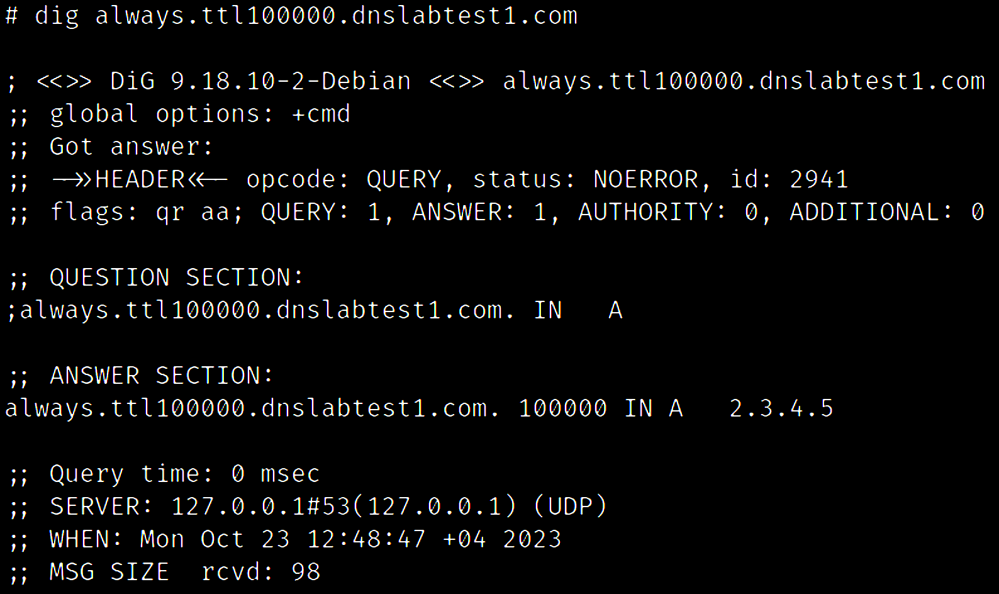 # dig always.ttl100000.dnslabtest1.com
; <<>> DiG 9.18.10-2-Debian <<>> always.ttl100000.dnslabtest1.com
;; global options: +cmd
;; Got answer:
;; ->>HEADER<<- opcode: QUERY, status: NOERROR, id: 2941
;; flags: qr aa; QUERY: 1, ANSWER: 1, AUTHORITY: 0, ADDITIONAL: 0
;; QUESTION SECTION:
;always.ttl100000.dnslabtest1.com. IN A
;; ANSWER SECTION:
always.ttl100000.dnslabtest1.com. 100000 IN A 2.3.4.5
;; Query time: 0 msec
;; SERVER: 127.0.0.1#53(127.0.0.1) (UDP)
;; WHEN: Mon Oct 23 12:48:47 +04 2023
;; MSG SIZE rcvd: 98